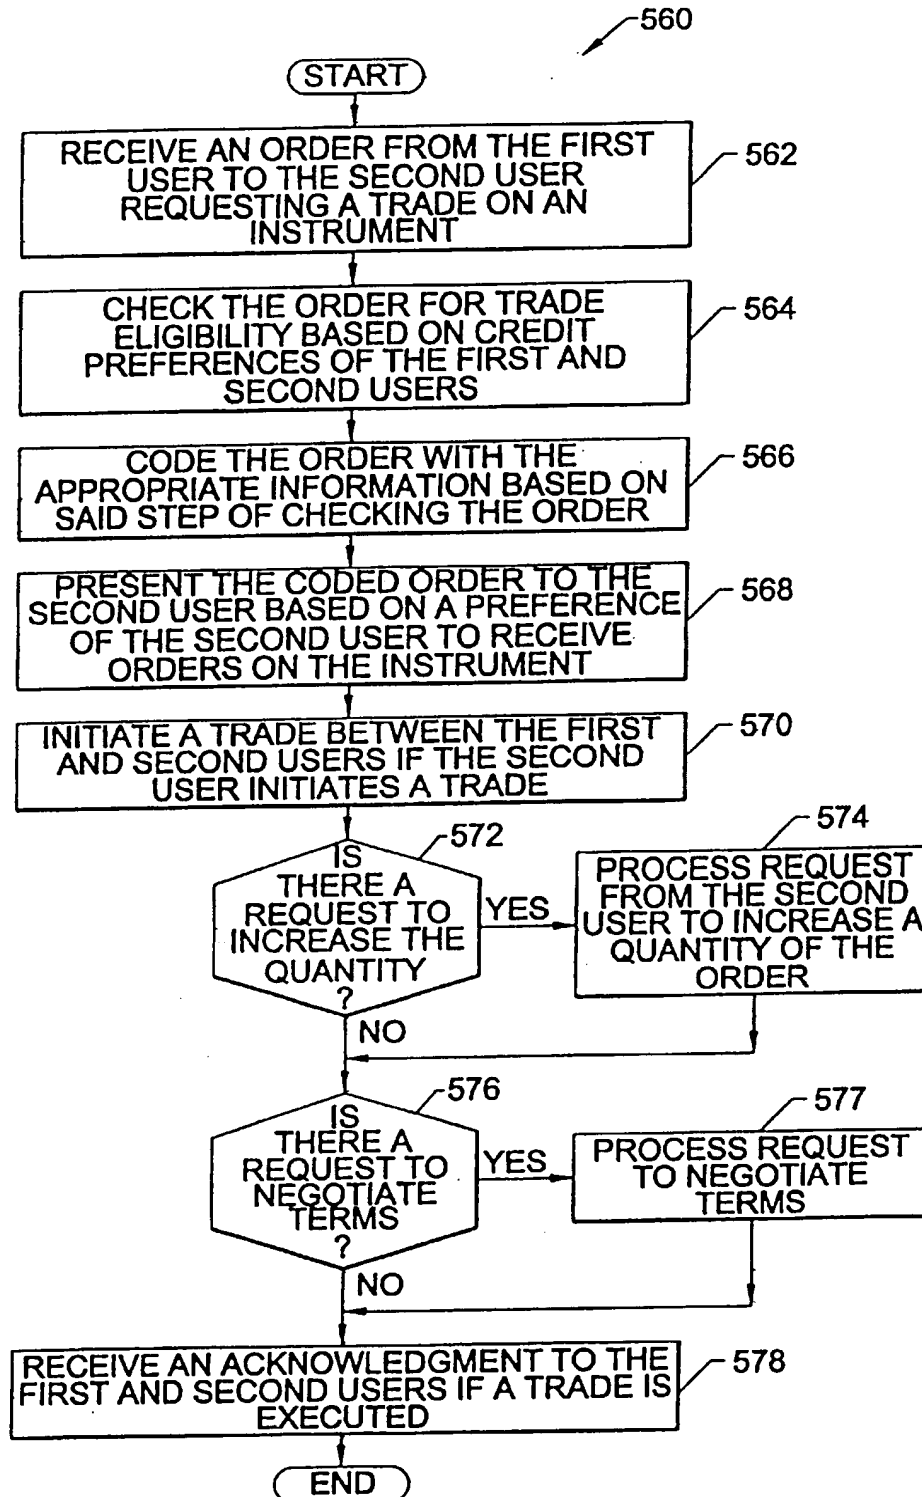 560
START
RECEIVE AN ORDER FROM THE FIRST
USER TO THE SECOND USER
REQUESTING A TRADE ON AN
INSTRUMENT
562
CHECK THE ORDER FOR TRADE
ELIGIBILITY BASED ON CREDIT
PREFERENCES OF THE FIRST AND
SECOND USERS
564
CODE THE ORDER WITH THE
APPROPRIATE INFORMATION BASED ON
SAID STEP OF CHECKING THE ORDER
566
PRESENT THE CODED ORDER TO THE
SECOND USER BASED ON A PREFERENCE
OF THE SECOND USER TO RECEIVE
ORDERS ON THE INSTRUMENT
568
INITIATE A TRADE BETWEEN THE FIRST
AND SECOND USERS IF THE SECOND
USER INITIATES A TRADE
570
572
IS
THERE A
REQUEST TO
INCREASE THE
QUANTITY
?
YES
NO
574
PROCESS REQUEST
FROM THE SECOND
USER TO INCREASE A
QUANTITY OF THE
ORDER
576
IS
THERE A
REQUEST TO
NEGOTIATE
TERMS
?
YES
NO
577
PROCESS REQUEST
TO NEGOTIATE
TERMS
RECEIVE AN ACKNOWLEDGMENT TO THE
FIRST AND SECOND USERS IF A TRADE IS
EXECUTED
578
END